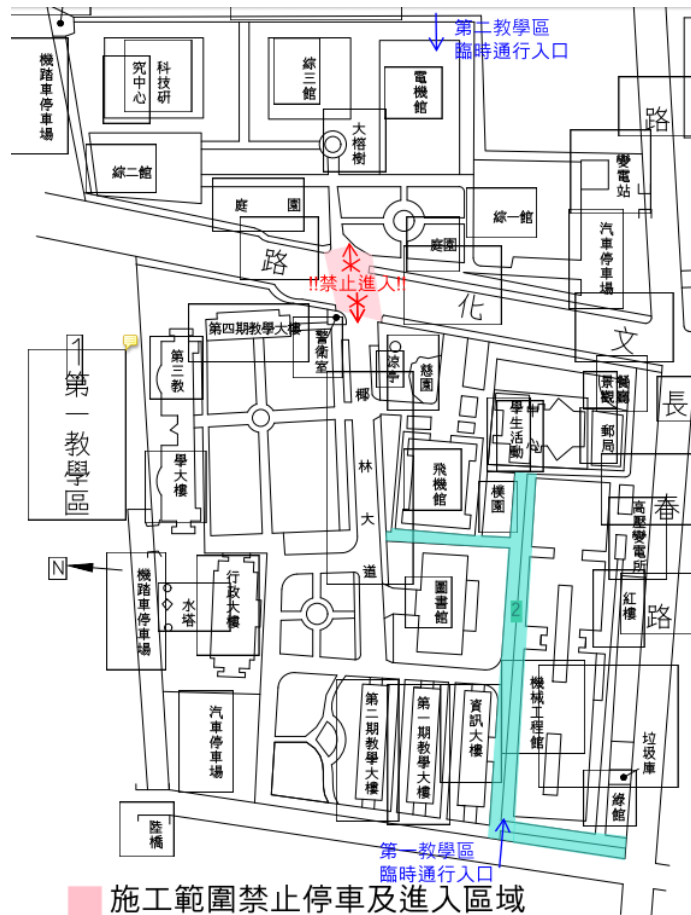 第二教學區
臨時通行入口
機踏車停車場
科技研究中心
綜三館
電機館
大榕樹
綜二館
庭園
綜一館
庭園
變電站
汽車停車場
路
路
化
文
!!禁止進入!!
第四期教學大樓
警衛室
涼亭
慈園
第三教學大樓
1
第一教學區
椰林大道
飛機館
樸園
學生活動中心
景觀餐廳
郵局
長
春
路
高壓變電所
紅樓
N
機踏車停車場
水塔
行政大樓
圖書館
2
汽車停車場
第二期教學大樓
第一期教學大樓
資訊大樓
機械工程館
垃圾庫
綠館
陸橋
第一教學區
臨時通行入口
施工範圍禁止停車及進入區域